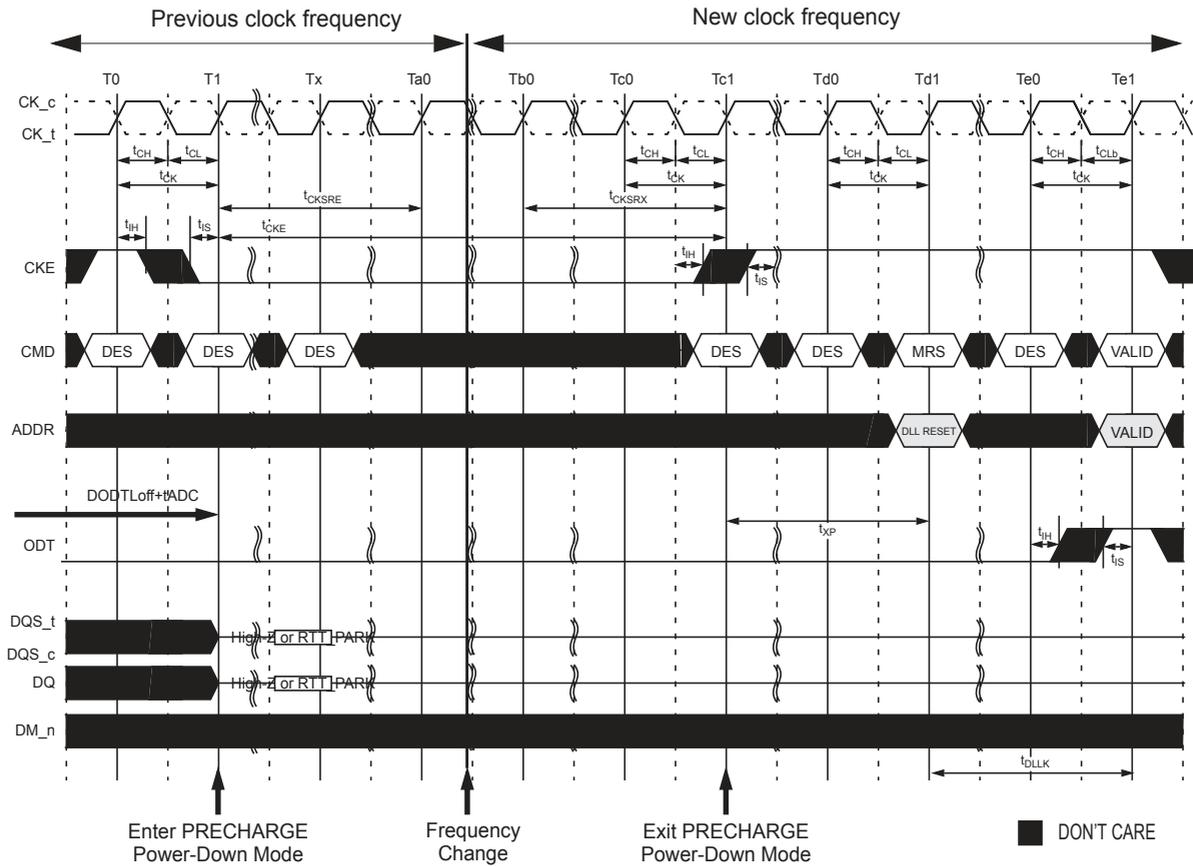 Previous clock frequency
New clock frequency
T0 T1 Tx Ta0 Tb0 Tc0 Tc1 Td0 Td1 Te0 Te1
CK_c
CK_t
tCH tCL tCH tCL tCH tCL tCH tCLb
tCK tCK tCK tCK
tCKSRE tCKSRX
tIH tIS tCKE
CKE
tIH
tIS
CMD DES DES DES DES DES MRS DES VALID
ADDR DLL RESET VALID
DODTLoff+tADC
tXP
ODT
tIH
tIS
DQS_t
High-Z or RTT_PARK
DQS_c
DQ High-Z or RTT_PARK
DM_n
tDLLK
Enter PRECHARGE
Power-Down Mode
Frequency
Change
Exit PRECHARGE
Power-Down Mode
DON'T CARE